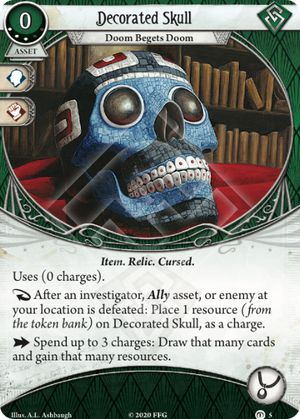 0
Decorated Skull
Doom Begets Doom
ASSET
Item. Relic. Cursed.
Uses (0 charges).
After an investigator, Ally asset, or enemy at
your location is defeated: Place 1 resource (from
the token bank) on Decorated Skull, as a charge.
Spend up to 3 charges: Draw that many cards
and gain that many resources.
Illus. A.L. Ashbaugh
© 2020 FFG
5